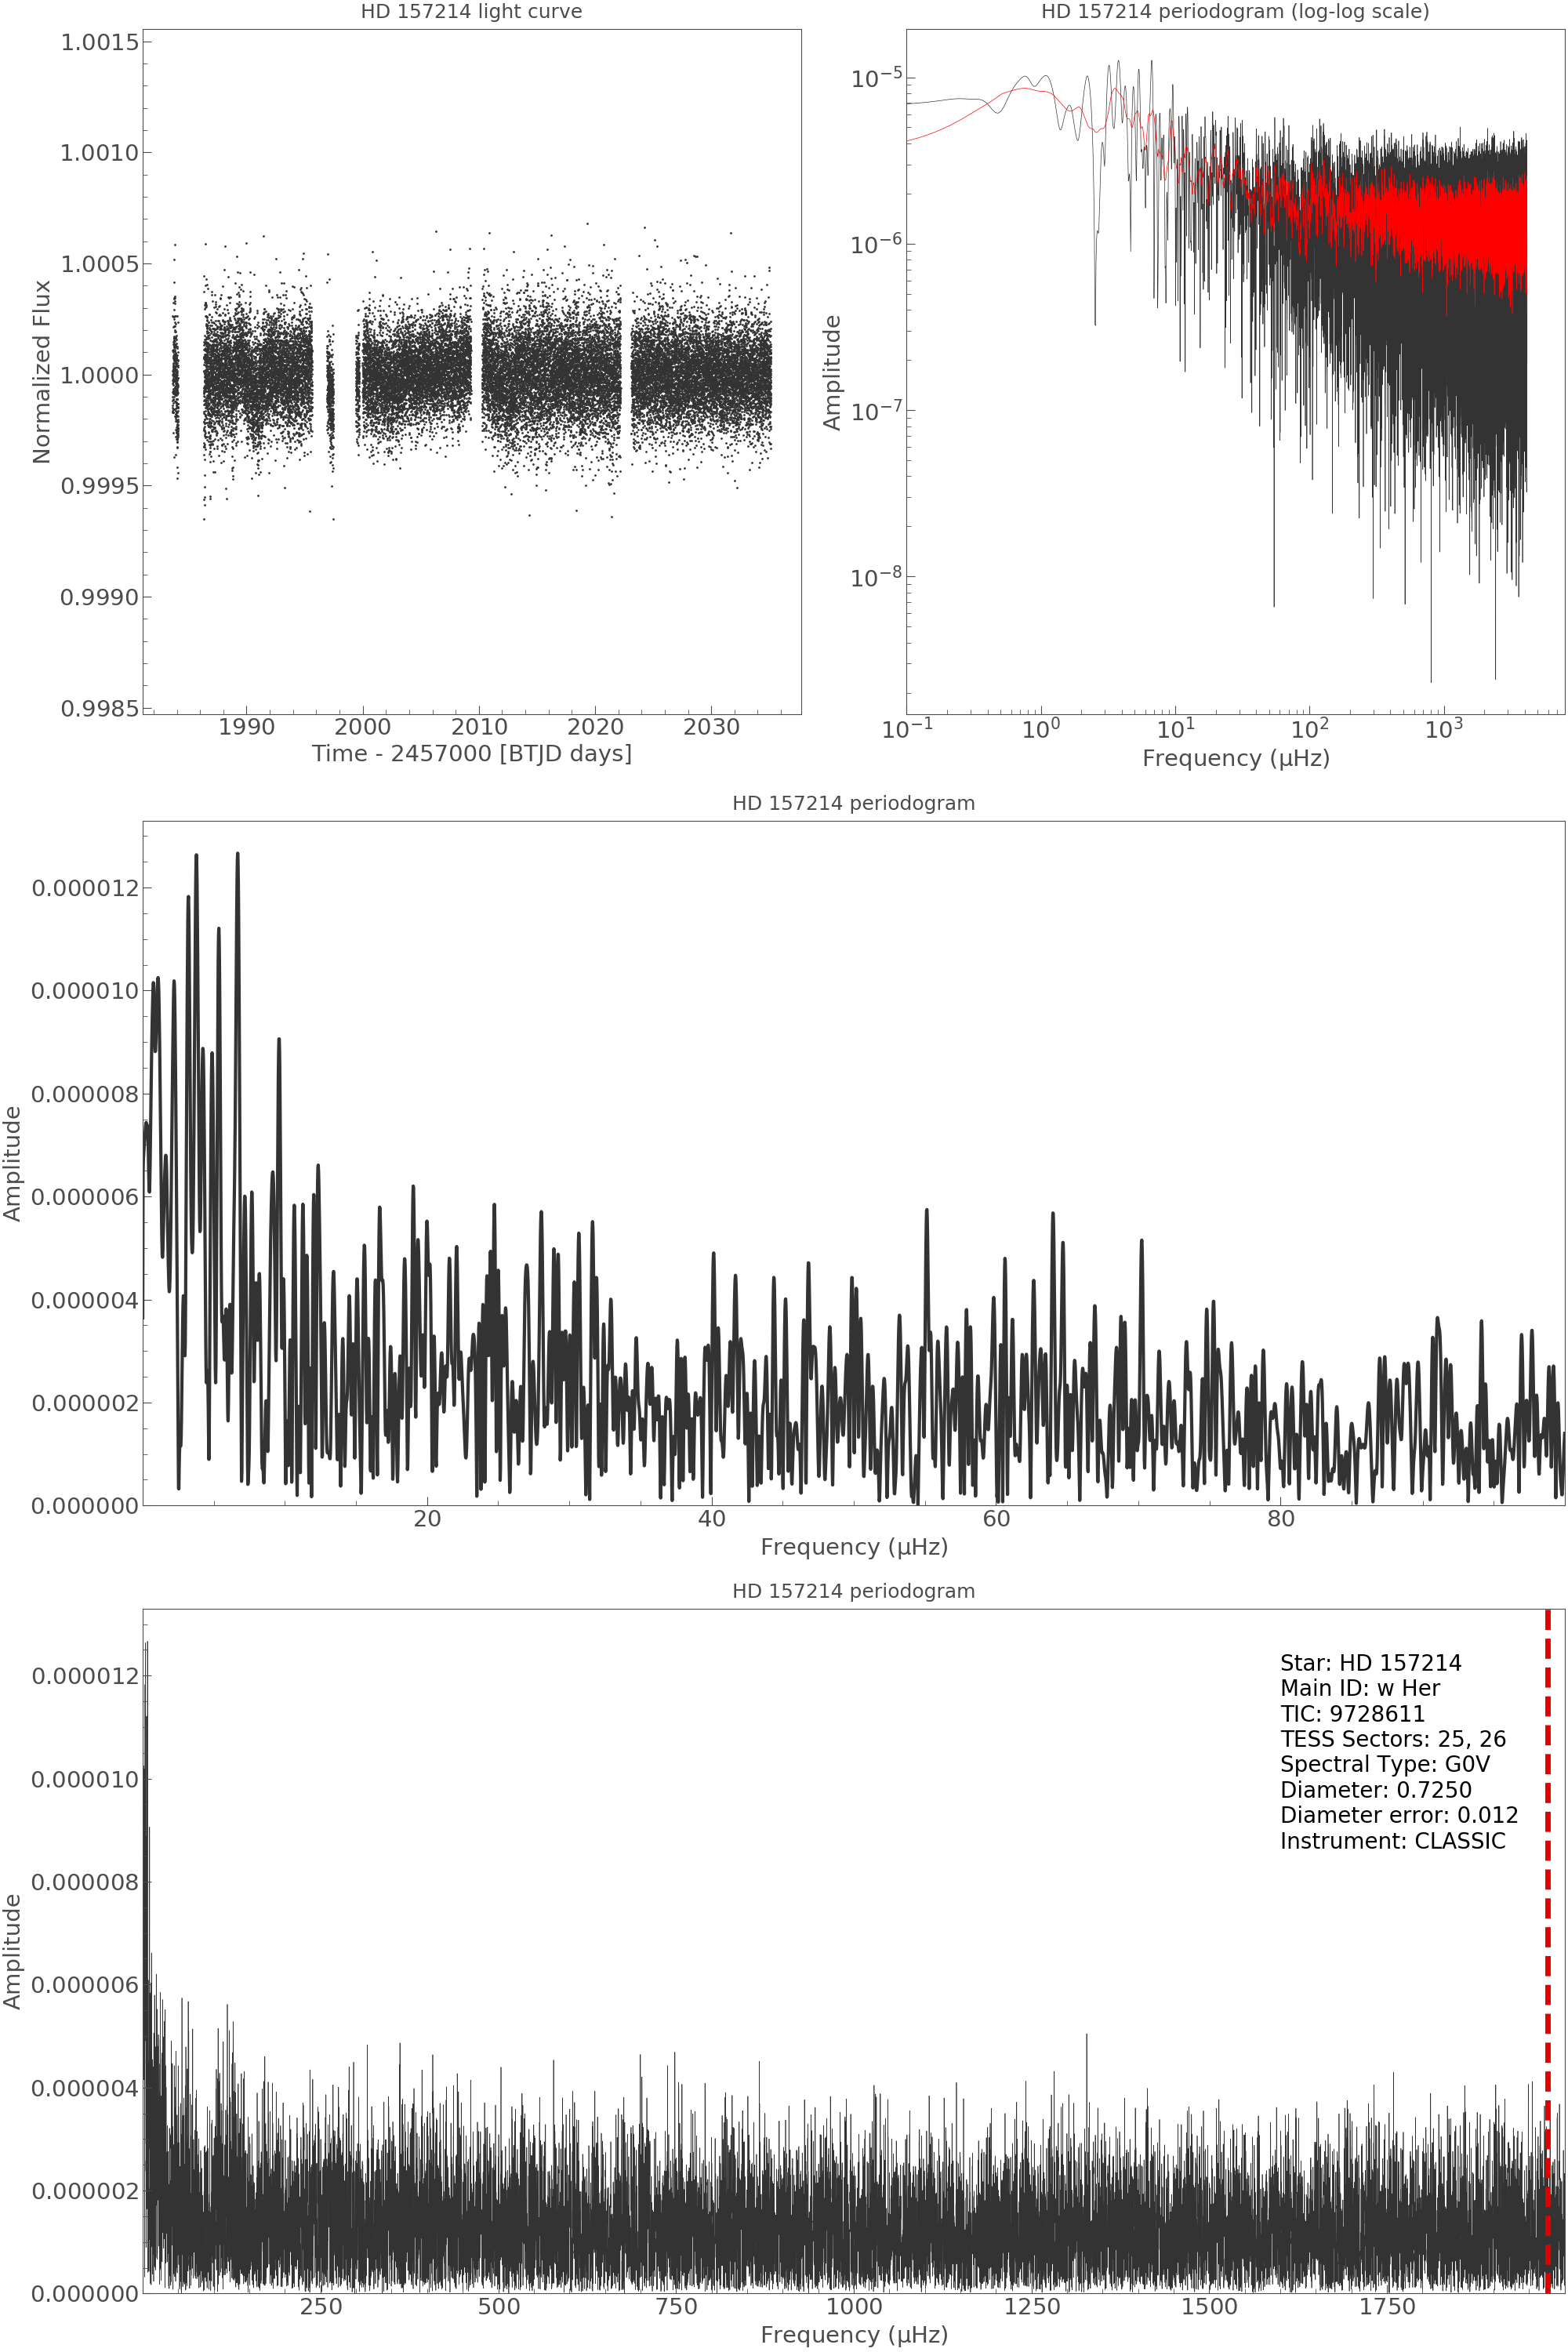 HD 157214 light curve
1.0015
1.0010
1.0005
1.0000
0.9995
0.9990
0.9985
Normalized Flux
1990 2000 2010 2020 2030
Time - 2457000 [BTJD days]
HD 157214 periodogram (log-log scale)
10⁻⁵
10⁻⁶
10⁻⁷
10⁻⁸
Amplitude
10⁻¹ 10⁰ 10¹ 10² 10³
Frequency (μHz)
HD 157214 periodogram
0.000012
0.000010
0.000008
0.000006
0.000004
0.000002
0.000000
Amplitude
20 40 60 80
Frequency (μHz)
HD 157214 periodogram
0.000012
0.000010
0.000008
0.000006
0.000004
0.000002
0.000000
Amplitude
Star: HD 157214
Main ID: w Her
TIC: 9728611
TESS Sectors: 25, 26
Spectral Type: G0V
Diameter: 0.7250
Diameter error: 0.012
Instrument: CLASSIC
250 500 750 1000 1250 1500 1750
Frequency (μHz)